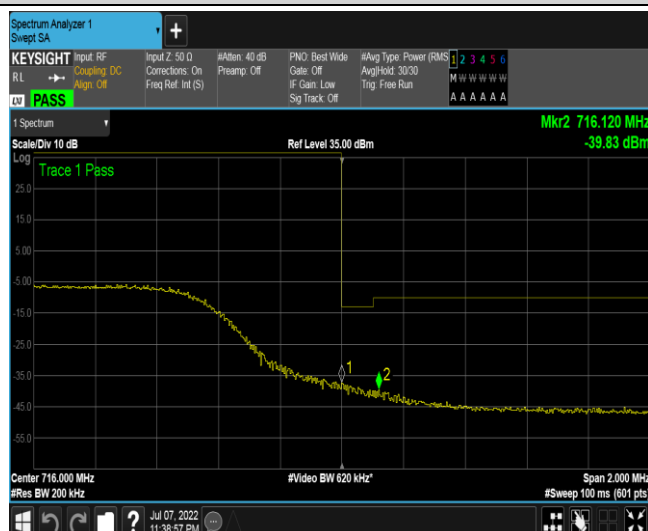 Spectrum Analyzer 1
Swept SA
+
KEYSIGHT
RL
LXI PASS
Input: RF
Coupling: DC
Align: Off
Input Z: 50 Ω
Corrections: On
Freq Ref: Int (S)
#Atten: 40 dB
Preamp: Off
PNO: Best Wide
Gate: Off
IF Gain: Low
Sig Track: Off
#Avg Type: Power (RMS
Avg|Hold: 30/30
Trig: Free Run
1 2 3 4 5 6
M W W W W W
A A A A A A
1 Spectrum
Scale/Div 10 dB
Ref Level 35.00 dBm
Mkr2 716.120 MHz
-39.83 dBm
Log
Trace 1 Pass
25.0
15.0
5.00
-5.00
-15.0
-25.0
-35.0
-45.0
-55.0
1
2
Center 716.000 MHz
#Res BW 200 kHz
#Video BW 620 kHz*
Span 2.000 MHz
#Sweep 100 ms (601 pts)
?
Jul 07, 2022
11:38:57 PM